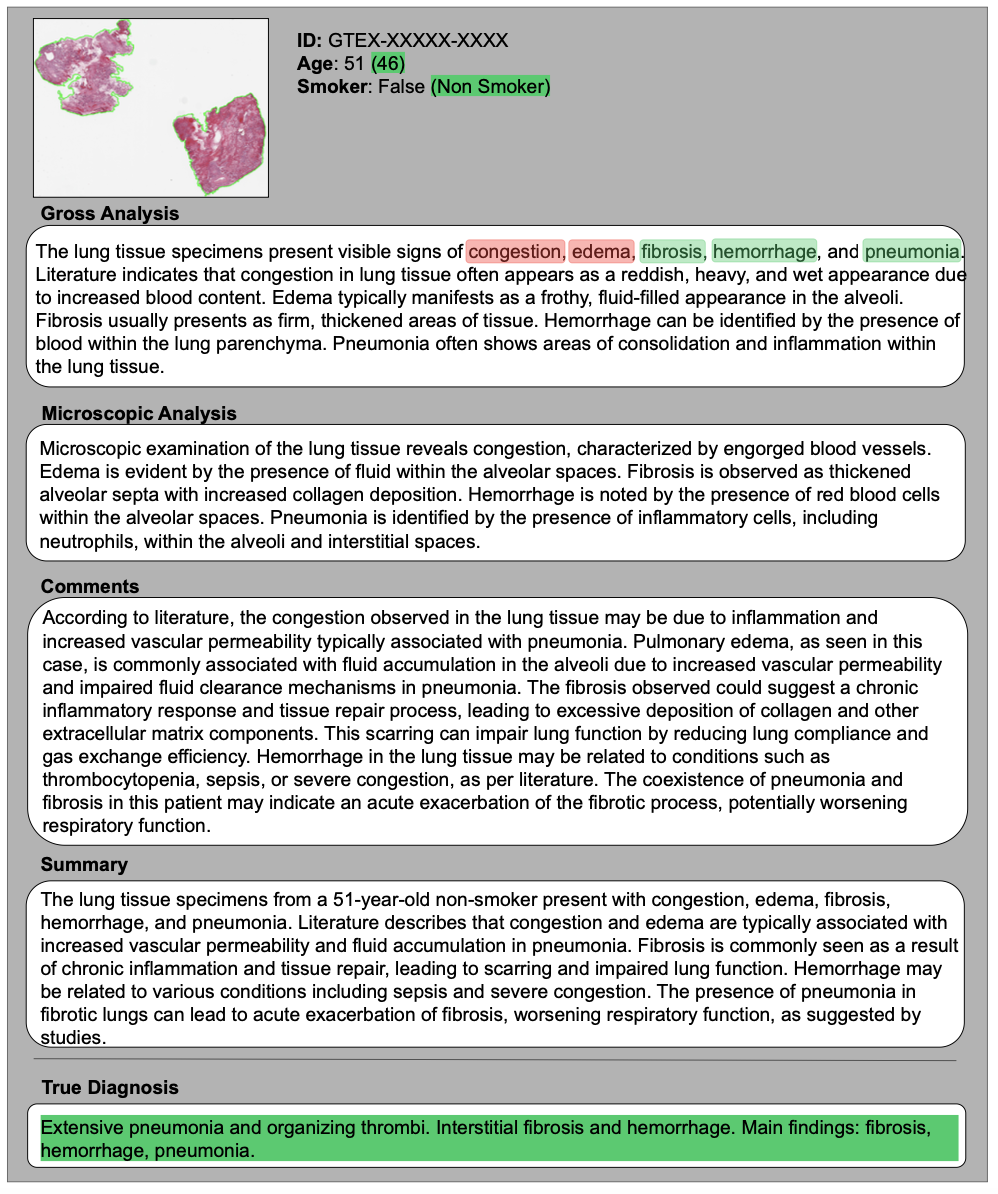 ID: GTEX-XXXXX-XXXX
Age: 51 (46)
Smoker: False (Non Smoker)
Gross Analysis
The lung tissue specimens present visible signs of congestion, edema, fibrosis, hemorrhage, and pneumonia.
Literature indicates that congestion in lung tissue often appears as a reddish, heavy, and wet appearance due
to increased blood content. Edema typically manifests as a frothy, fluid-filled appearance in the alveoli.
Fibrosis usually presents as firm, thickened areas of tissue. Hemorrhage can be identified by the presence of
blood within the lung parenchyma. Pneumonia often shows areas of consolidation and inflammation within
the lung tissue.
Microscopic Analysis
Microscopic examination of the lung tissue reveals congestion, characterized by engorged blood vessels.
Edema is evident by the presence of fluid within the alveolar spaces. Fibrosis is observed as thickened
alveolar septa with increased collagen deposition. Hemorrhage is noted by the presence of red blood cells
within the alveolar spaces. Pneumonia is identified by the presence of inflammatory cells, including
neutrophils, within the alveoli and interstitial spaces.
Comments
According to literature, the congestion observed in the lung tissue may be due to inflammation and
increased vascular permeability typically associated with pneumonia. Pulmonary edema, as seen in this
case, is commonly associated with fluid accumulation in the alveoli due to increased vascular permeability
and impaired fluid clearance mechanisms in pneumonia. The fibrosis observed could suggest a chronic
inflammatory response and tissue repair process, leading to excessive deposition of collagen and other
extracellular matrix components. This scarring can impair lung function by reducing lung compliance and
gas exchange efficiency. Hemorrhage in the lung tissue may be related to conditions such as
thrombocytopenia, sepsis, or severe congestion, as per literature. The coexistence of pneumonia and
fibrosis in this patient may indicate an acute exacerbation of the fibrotic process, potentially worsening
respiratory function.
Summary
The lung tissue specimens from a 51-year-old non-smoker present with congestion, edema, fibrosis,
hemorrhage, and pneumonia. Literature describes that congestion and edema are typically associated with
increased vascular permeability and fluid accumulation in pneumonia. Fibrosis is commonly seen as a result
of chronic inflammation and tissue repair, leading to scarring and impaired lung function. Hemorrhage may
be related to various conditions including sepsis and severe congestion. The presence of pneumonia in
fibrotic lungs can lead to acute exacerbation of fibrosis, worsening respiratory function, as suggested by
studies.
True Diagnosis
Extensive pneumonia and organizing thrombi. Interstitial fibrosis and hemorrhage. Main findings: fibrosis,
hemorrhage, pneumonia.